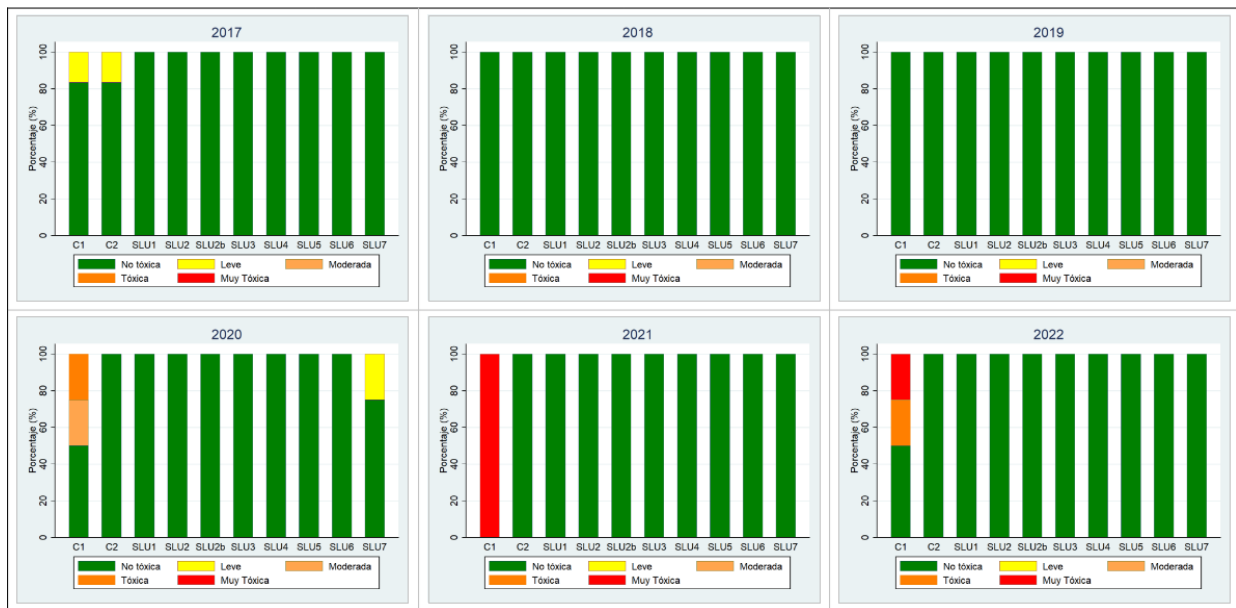 2017
Porcentaje (%)
100
80
60
40
20
0
C1 C2 SLU1 SLU2 SLU2b SLU3 SLU4 SLU5 SLU6 SLU7
No tóxica Leve Moderada
Tóxica Muy Tóxica
2018
Porcentaje (%)
100
80
60
40
20
0
C1 C2 SLU1 SLU2 SLU2b SLU3 SLU4 SLU5 SLU6 SLU7
No tóxica Leve Moderada
Tóxica Muy Tóxica
2019
Porcentaje (%)
100
80
60
40
20
0
C1 C2 SLU1 SLU2 SLU2b SLU3 SLU4 SLU5 SLU6 SLU7
No tóxica Leve Moderada
Tóxica Muy Tóxica
2020
Porcentaje (%)
100
80
60
40
20
0
C1 C2 SLU1 SLU2 SLU2b SLU3 SLU4 SLU5 SLU6 SLU7
No tóxica Leve Moderada
Tóxica Muy Tóxica
2021
Porcentaje (%)
100
80
60
40
20
0
C1 C2 SLU1 SLU2 SLU2b SLU3 SLU4 SLU5 SLU6 SLU7
No tóxica Leve Moderada
Tóxica Muy Tóxica
2022
Porcentaje (%)
100
80
60
40
20
0
C1 C2 SLU1 SLU2 SLU2b SLU3 SLU4 SLU5 SLU6 SLU7
No tóxica Leve Moderada
Tóxica Muy Tóxica